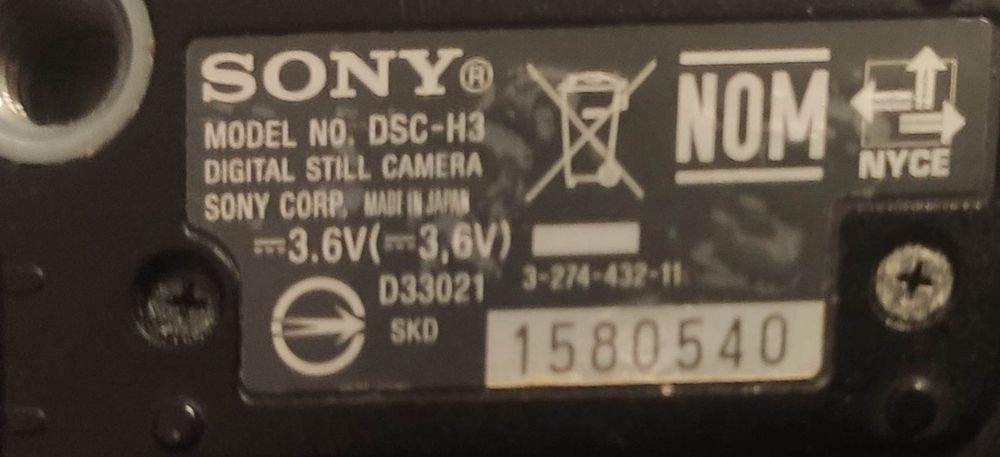 SONY®
MODEL NO. DSC-H3
DIGITAL STILL CAMERA
SONY CORP. MADE IN JAPAN
⎓3.6V(⎓3,6V)
D33021
SKD
3-274-432-11
1580540
NOM
NYCE